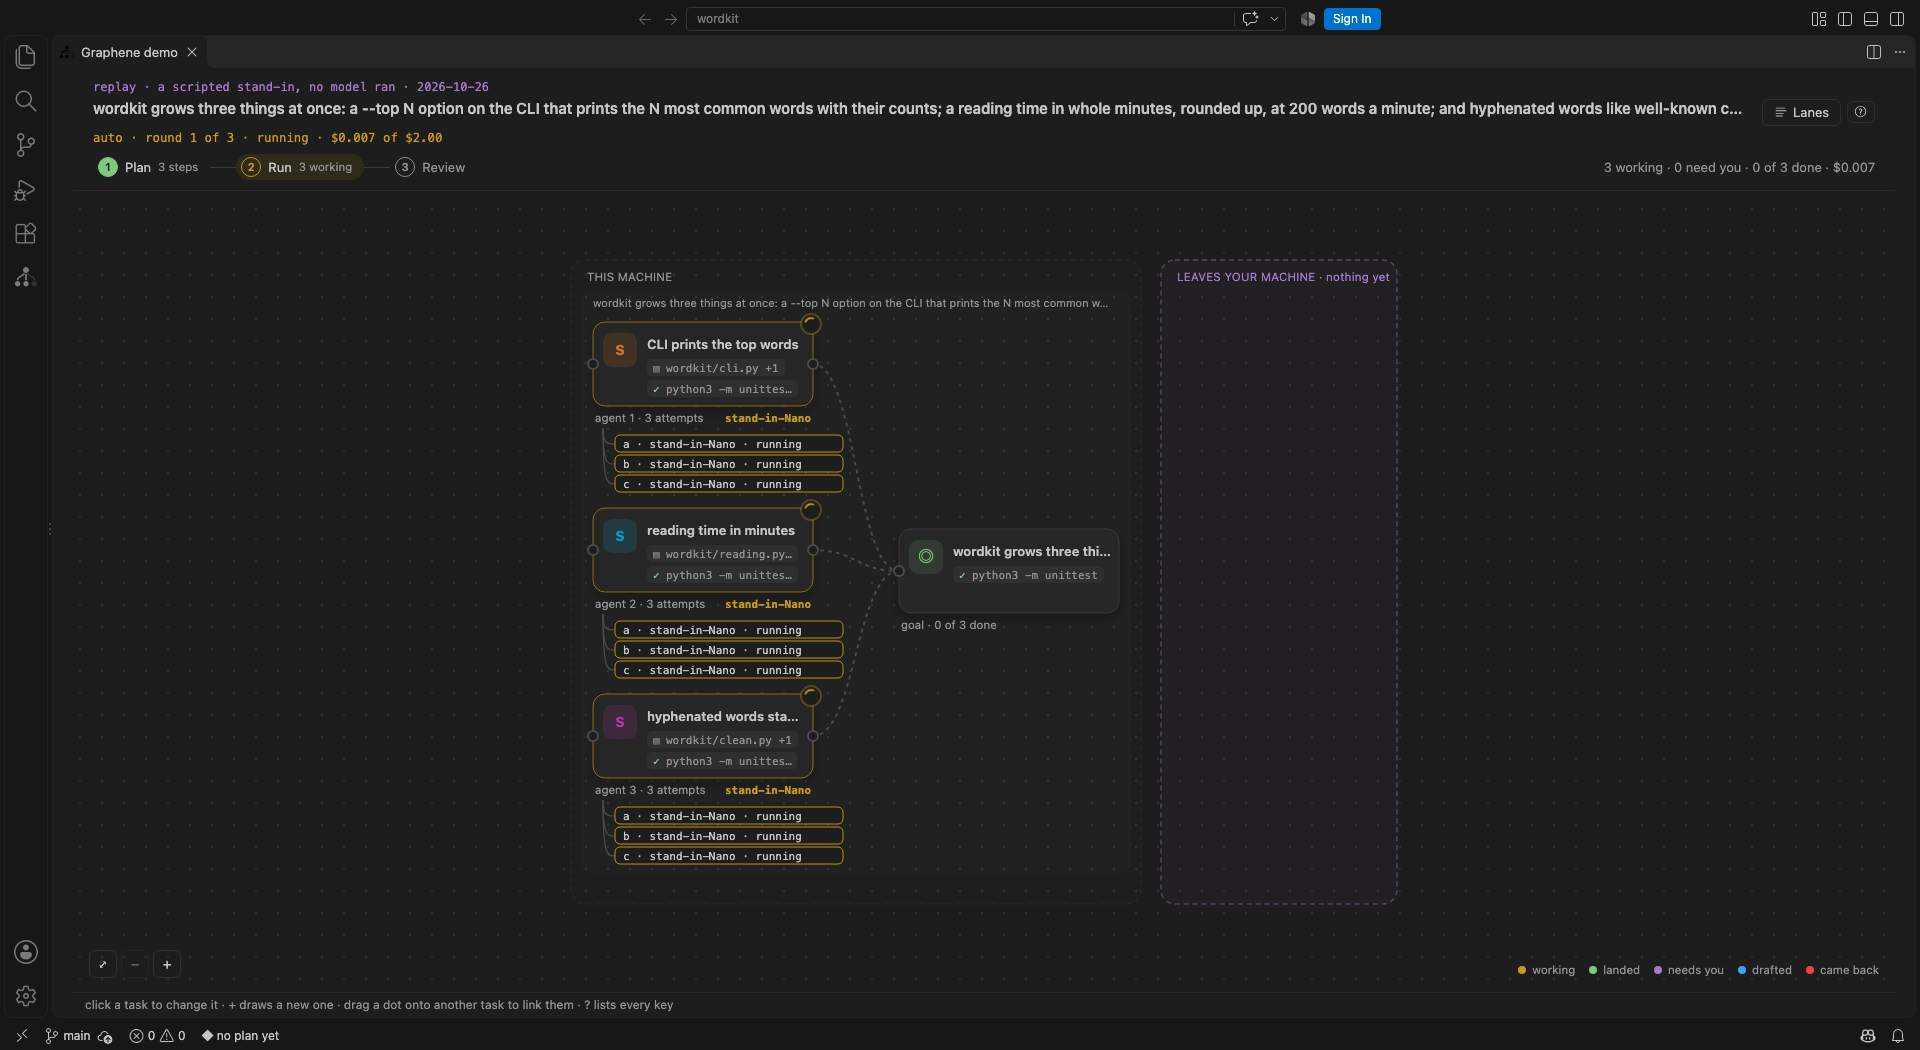 wordkit
Sign In
Graphene demo
replay · a scripted stand-in, no model ran · 2026-10-26
wordkit grows three things at once: a --top N option on the CLI that prints the N most common words with their counts; a reading time in whole minutes, rounded up, at 200 words a minute; and hyphenated words like well-known c...
Lanes
auto · round 1 of 3 · running · $0.007 of $2.00
1 Plan 3 steps
2 Run 3 working
3 Review
3 working · 0 need you · 0 of 3 done · $0.007
THIS MACHINE
wordkit grows three things at once: a --top N option on the CLI that prints the N most common w...
S
CLI prints the top words
wordkit/cli.py +1
✓ python3 -m unittes…
agent 1 · 3 attempts stand-in-Nano
a · stand-in-Nano · running
b · stand-in-Nano · running
c · stand-in-Nano · running
S
reading time in minutes
wordkit/reading.py…
✓ python3 -m unittes…
agent 2 · 3 attempts stand-in-Nano
a · stand-in-Nano · running
b · stand-in-Nano · running
c · stand-in-Nano · running
S
hyphenated words sta...
wordkit/clean.py +1
✓ python3 -m unittes…
agent 3 · 3 attempts stand-in-Nano
a · stand-in-Nano · running
b · stand-in-Nano · running
c · stand-in-Nano · running
wordkit grows three thi...
✓ python3 -m unittest
goal · 0 of 3 done
LEAVES YOUR MACHINE · nothing yet
working
landed
needs you
drafted
came back
click a task to change it · + draws a new one · drag a dot onto another task to link them · ? lists every key
main
0
0
no plan yet